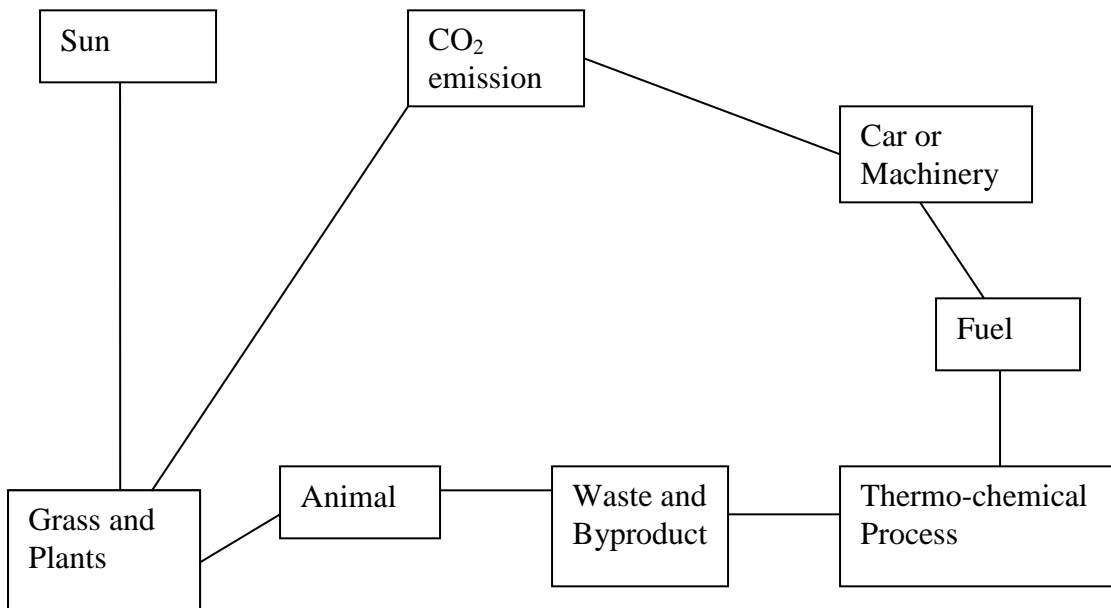 Sun
CO₂
emission
Car or
Machinery
Fuel
Grass and
Plants
Animal
Waste and
Byproduct
Thermo-chemical
Process